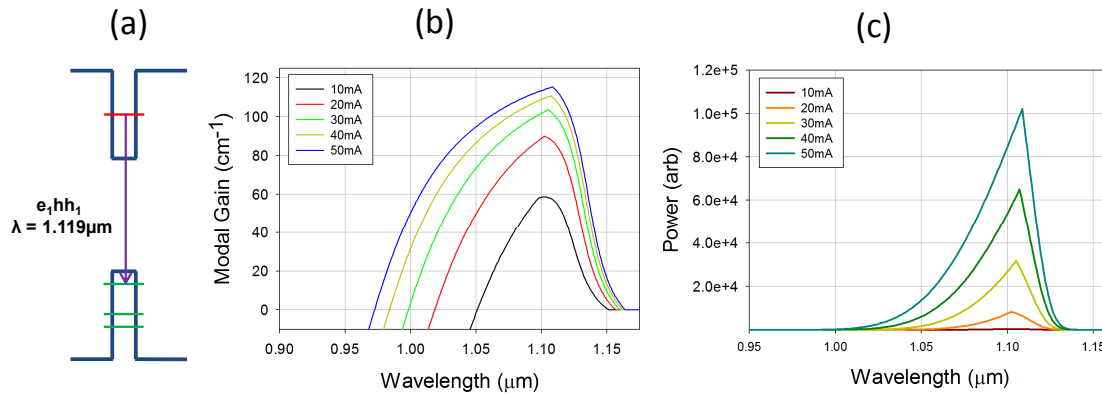 (a)
e₁hh₁
λ = 1.119μm
(b)
Modal Gain (cm⁻¹)
120
100
80
60
40
20
0
10mA
20mA
30mA
40mA
50mA
0.90 0.95 1.00 1.05 1.10 1.15
Wavelength (μm)
(c)
Power (arb)
1.2e+5
1.0e+5
8.0e+4
6.0e+4
4.0e+4
2.0e+4
10mA
20mA
30mA
40mA
50mA
0.95 1.00 1.05 1.10 1.15
Wavelength (μm)